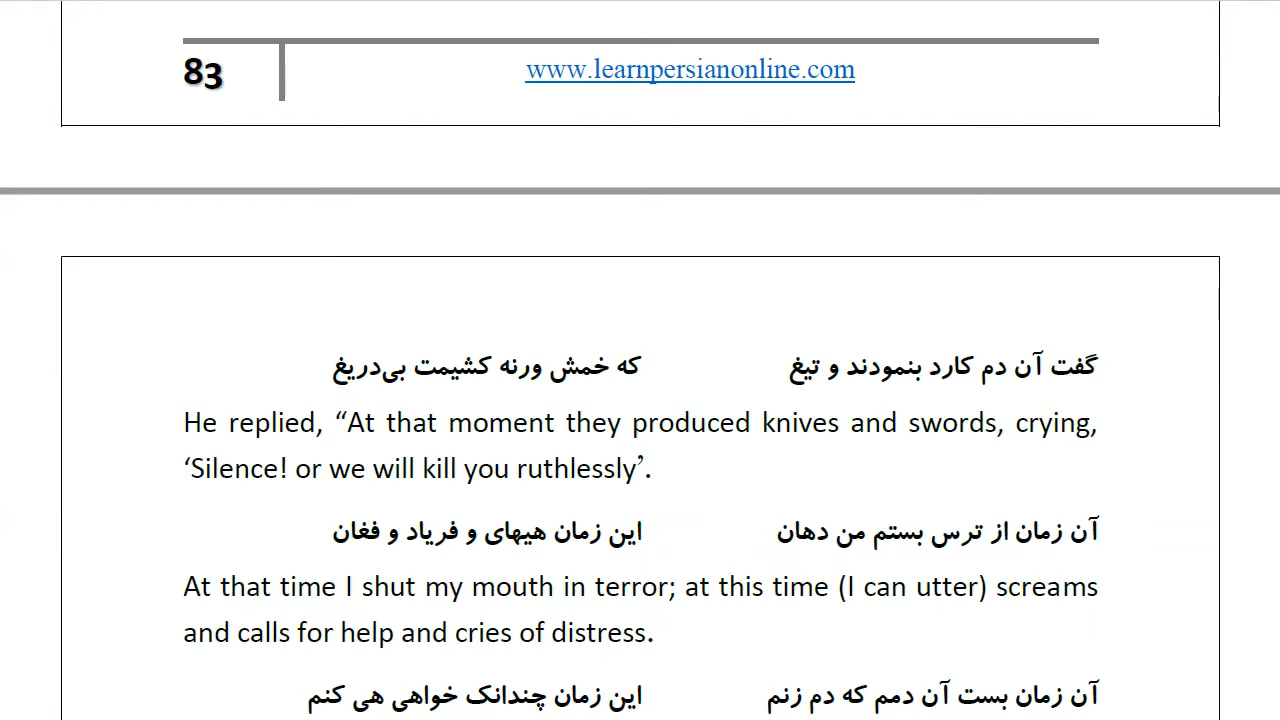 83
www.learnpersianonline.com
گفت آن دم کارد بنمودند و تیغ که خمش ورنه کشیمت بی‌دریغ
He replied, “At that moment they produced knives and swords, crying,
‘Silence! or we will kill you ruthlessly’.
آن زمان از ترس بستم من دهان این زمان هیهای و فریاد و فغان
At that time I shut my mouth in terror; at this time (I can utter) screams
and calls for help and cries of distress.
آن زمان بست آن دمم که دم زنم این زمان چندانک خواهی هی کنم